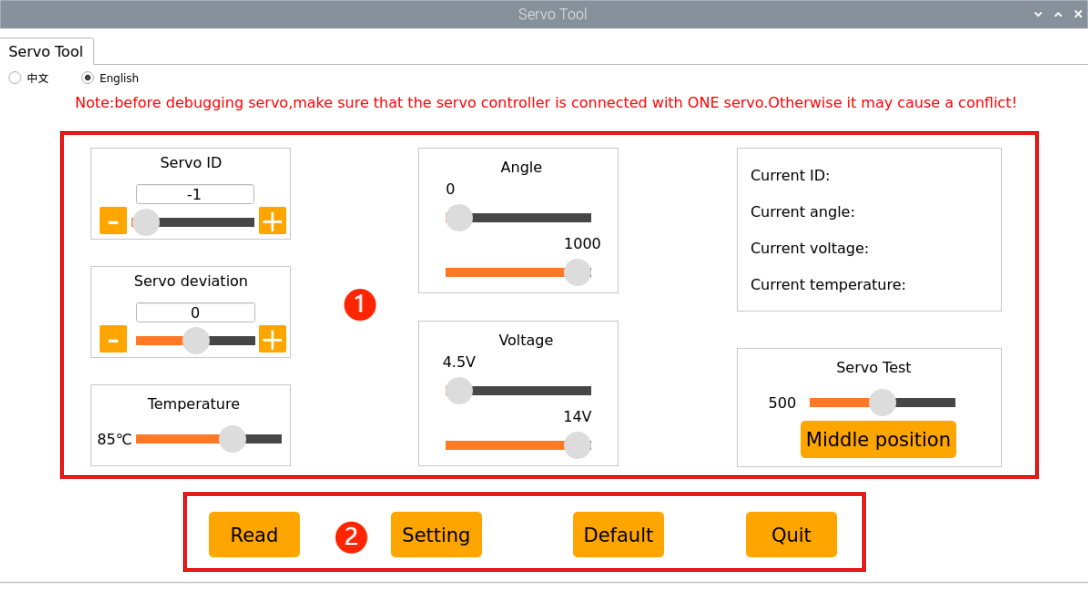 Servo Tool
Servo Tool
中文
English
Note:before debugging servo,make sure that the servo controller is connected with ONE servo.Otherwise it may cause a conflict!
Servo ID
-1
-
+
Servo deviation
0
-
+
Temperature
85℃
1
Angle
0
1000
Voltage
4.5V
14V
Current ID:
Current angle:
Current voltage:
Current temperature:
Servo Test
500
Middle position
Read
2
Setting
Default
Quit